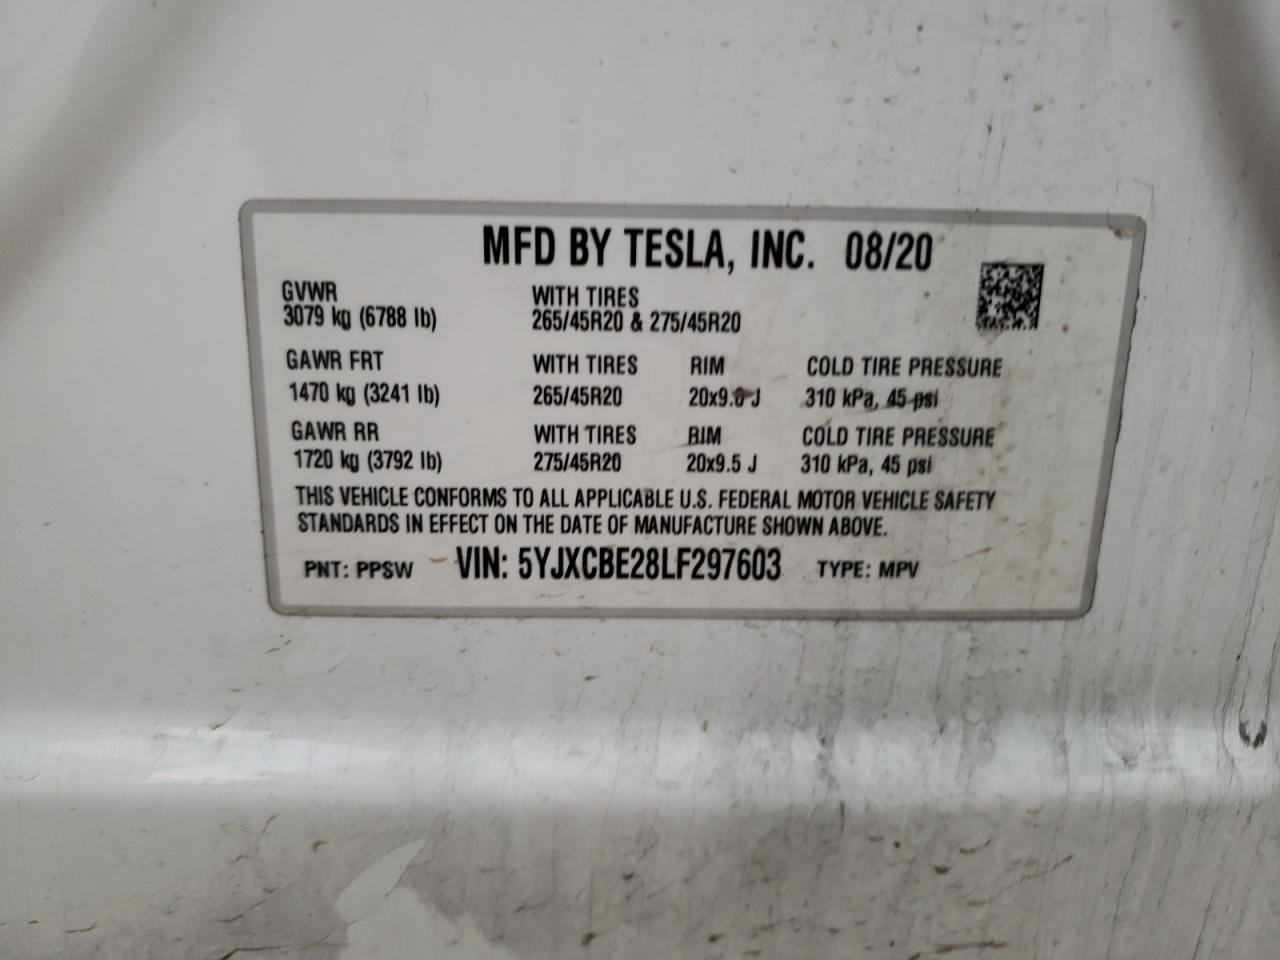 MFD BY TESLA, INC. 08/20
GVWR WITH TIRES
3079 kg (6788 lb) 265/45R20 & 275/45R20
GAWR FRT WITH TIRES RIM COLD TIRE PRESSURE
1470 kg (3241 lb) 265/45R20 20x9.0 J 310 kPa, 45 psi
GAWR RR WITH TIRES RIM COLD TIRE PRESSURE
1720 kg (3792 lb) 275/45R20 20x9.5 J 310 kPa, 45 psi
THIS VEHICLE CONFORMS TO ALL APPLICABLE U.S. FEDERAL MOTOR VEHICLE SAFETY
STANDARDS IN EFFECT ON THE DATE OF MANUFACTURE SHOWN ABOVE.
PNT: PPSW VIN: 5YJXCBE28LF297603 TYPE: MPV